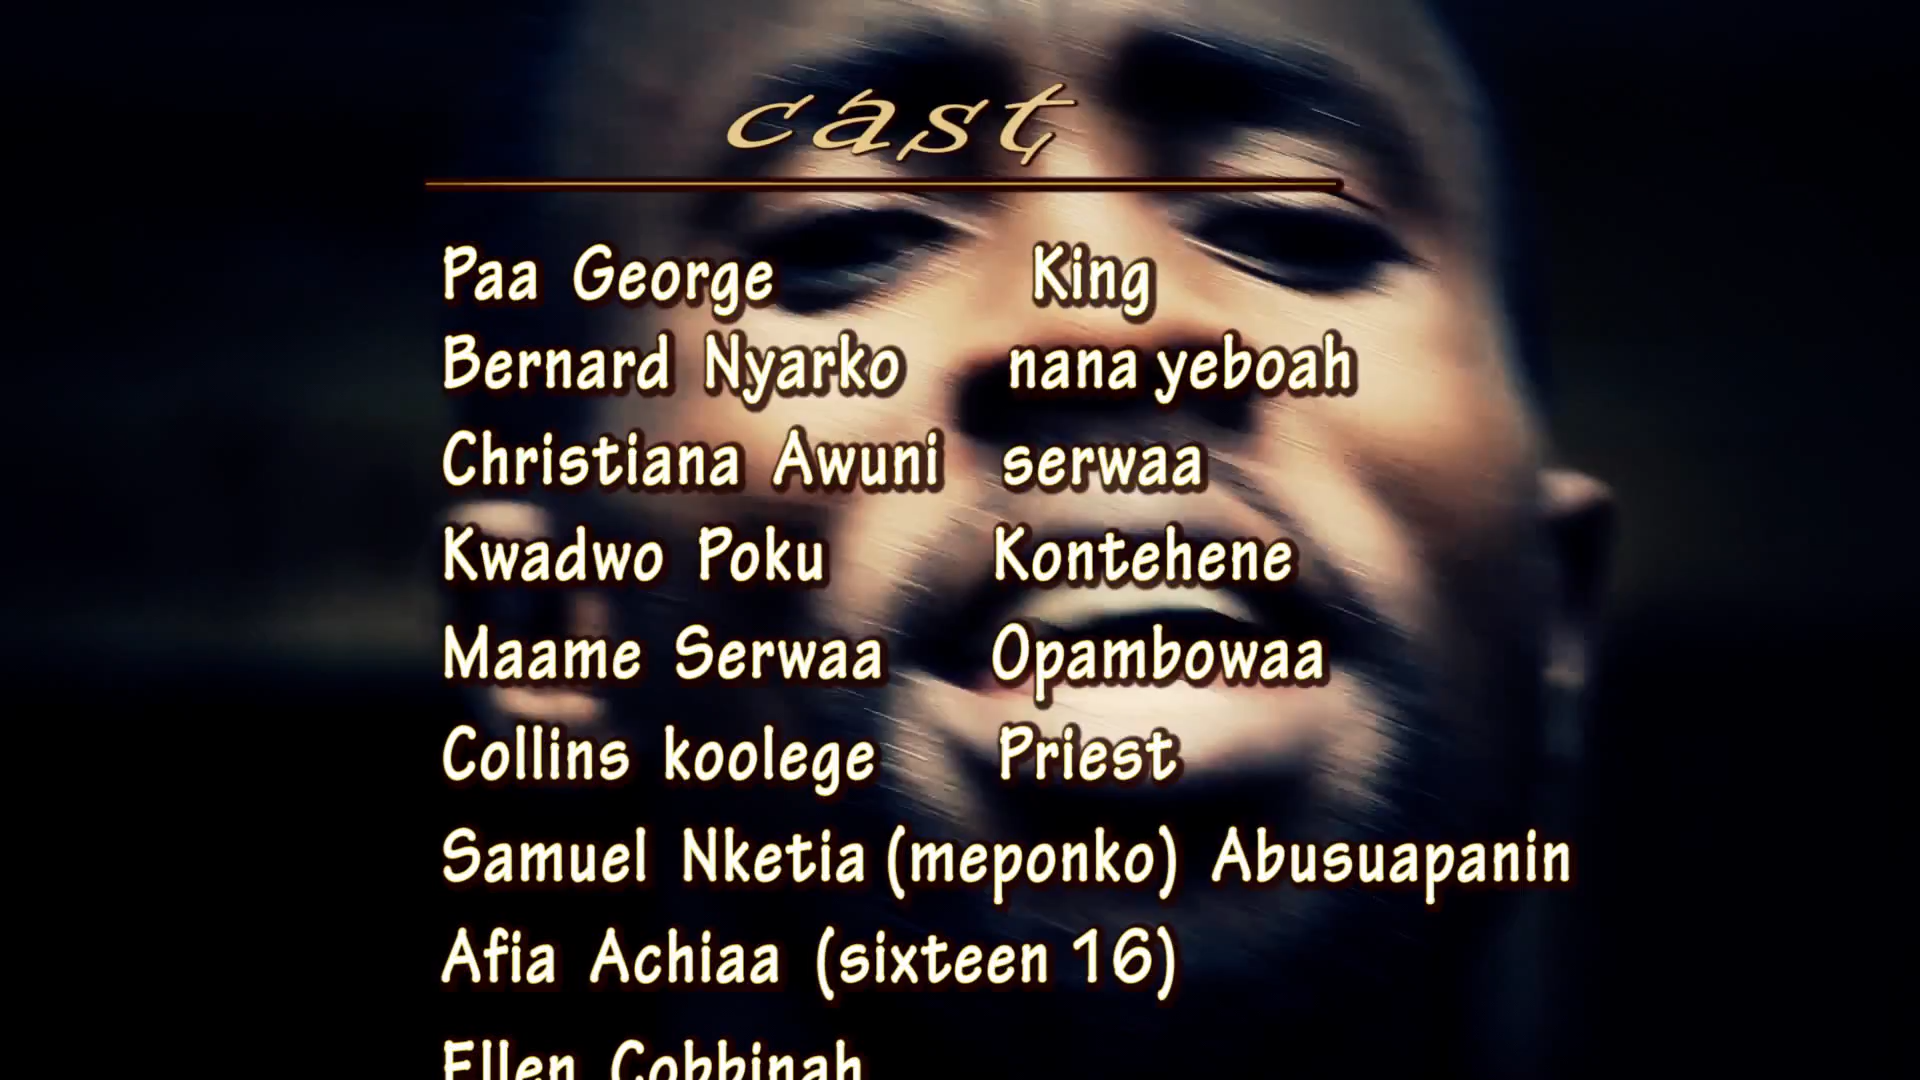 cast
Paa George King
Bernard Nyarko nana yeboah
Christiana Awuni serwaa
Kwadwo Poku Kontehene
Maame Serwaa Opambowaa
Collins koolege Priest
Samuel Nketia (meponko) Abusuapanin
Afia Achiaa (sixteen 16)
Ellen Cobbinah